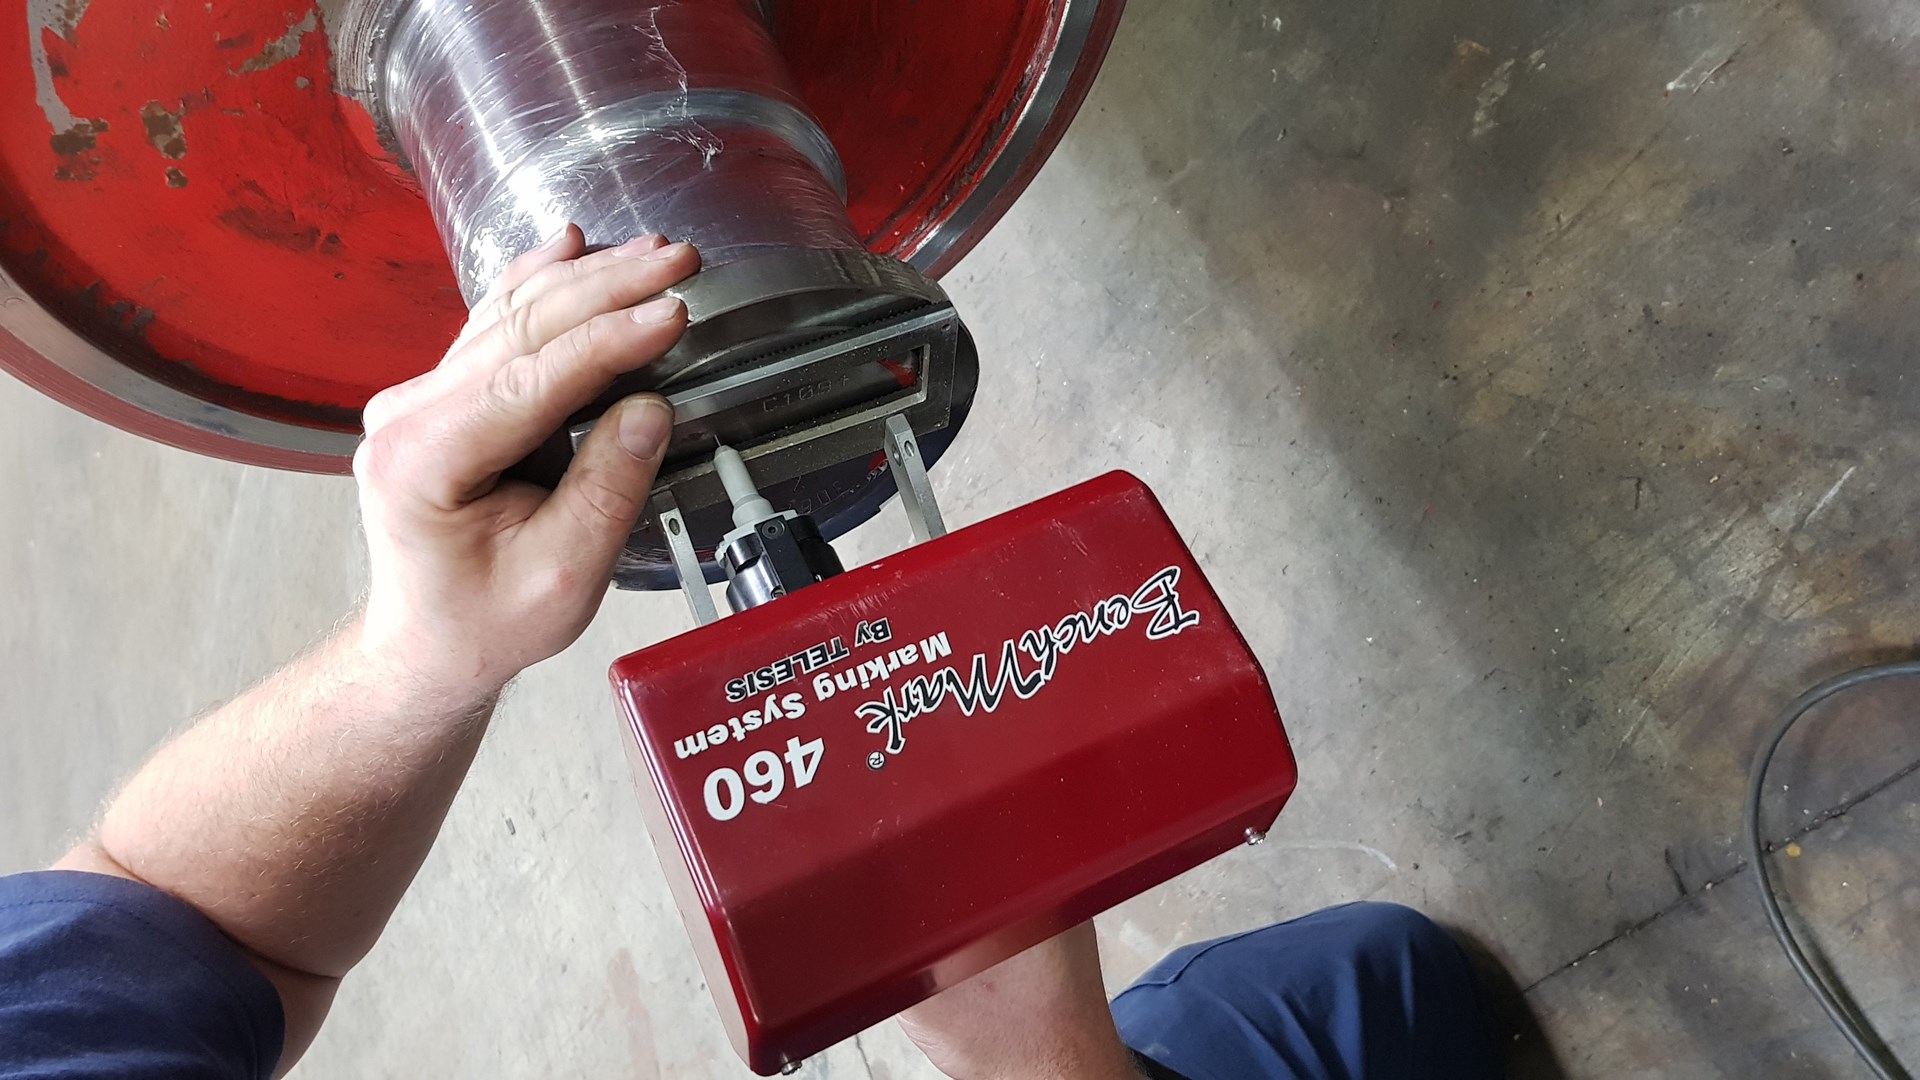 BenchMark®
Marking System
By TELESIS
460